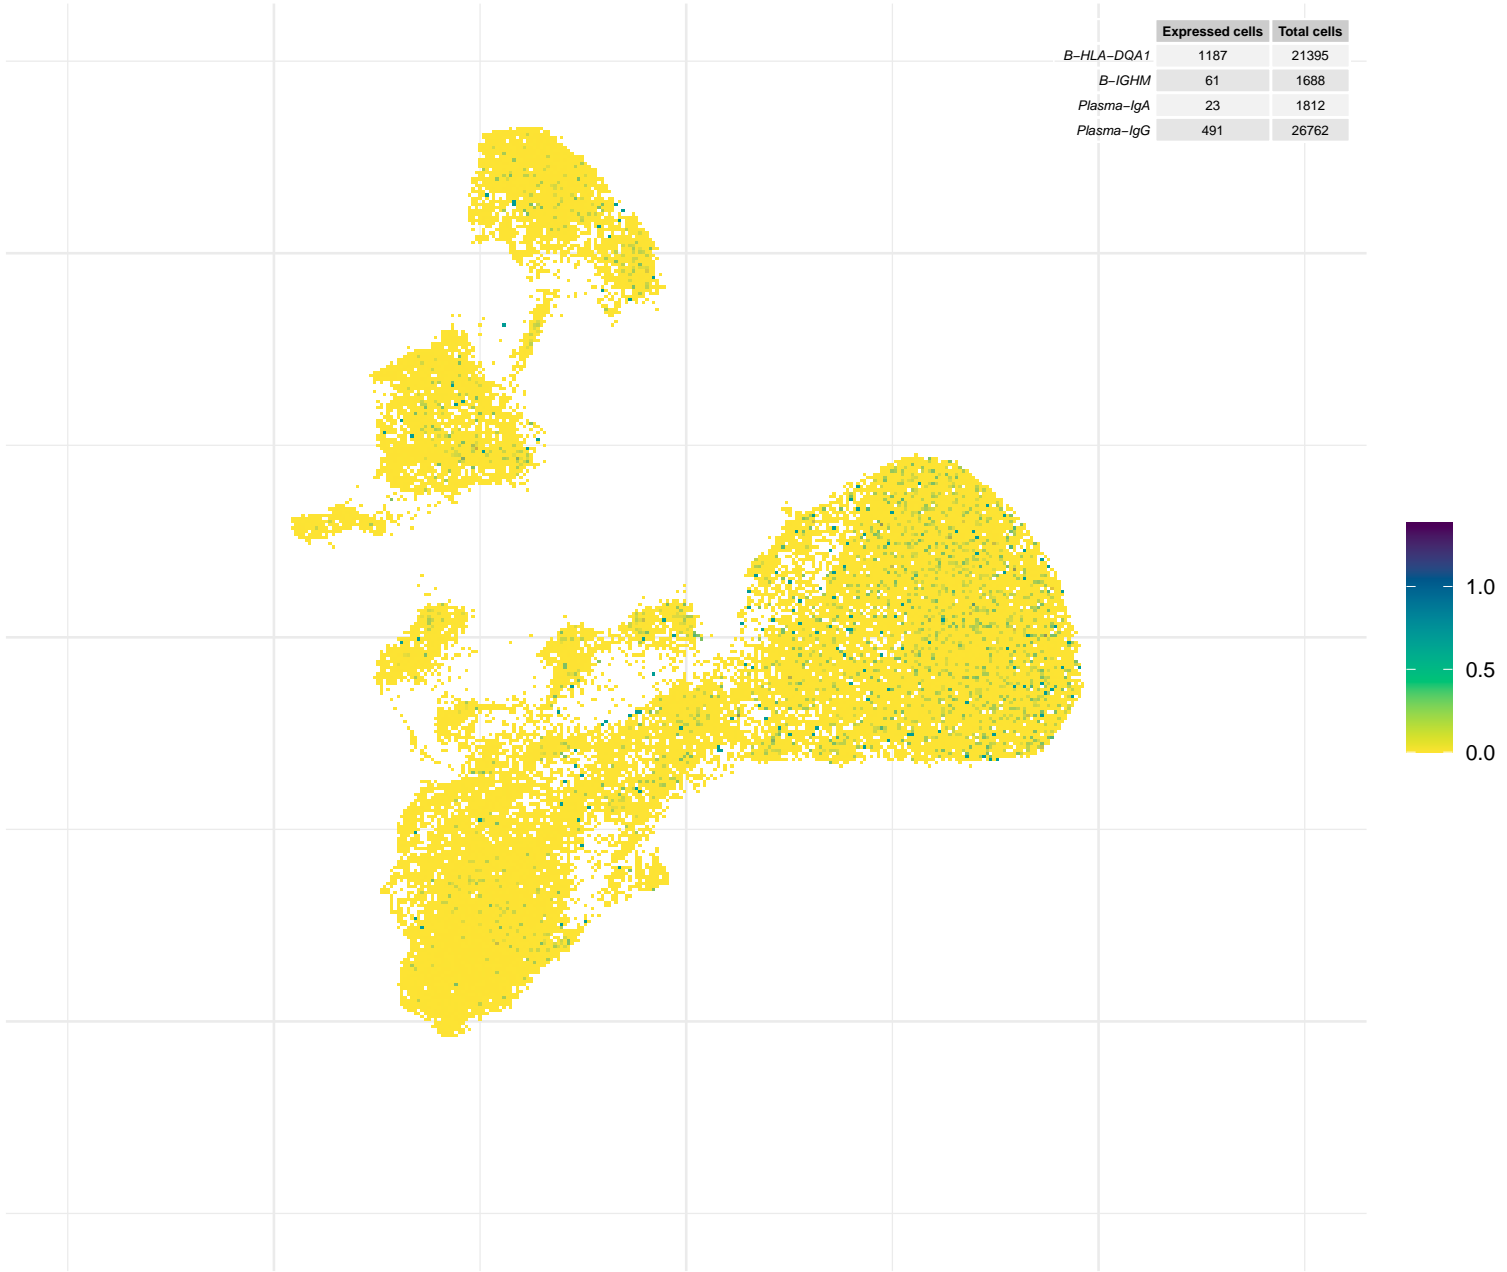 Expressed cells Total cells
B−HLA−DQA1 1187 21395
B−IGHM 61 1688
Plasma−IgA 23 1812
Plasma−IgG 491 26762
1.0
0.5
0.0